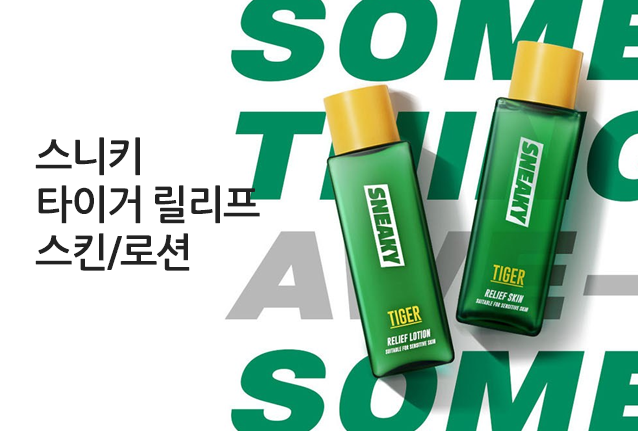 스니키
타이거 릴리프
스킨/로션
SOME
THING
AWE-
SOME
SNEAKY
TIGER
RELIEF LOTION
SUITABLE FOR SENSITIVE SKIN
SNEAKY
TIGER
RELIEF SKIN
SUITABLE FOR SENSITIVE SKIN